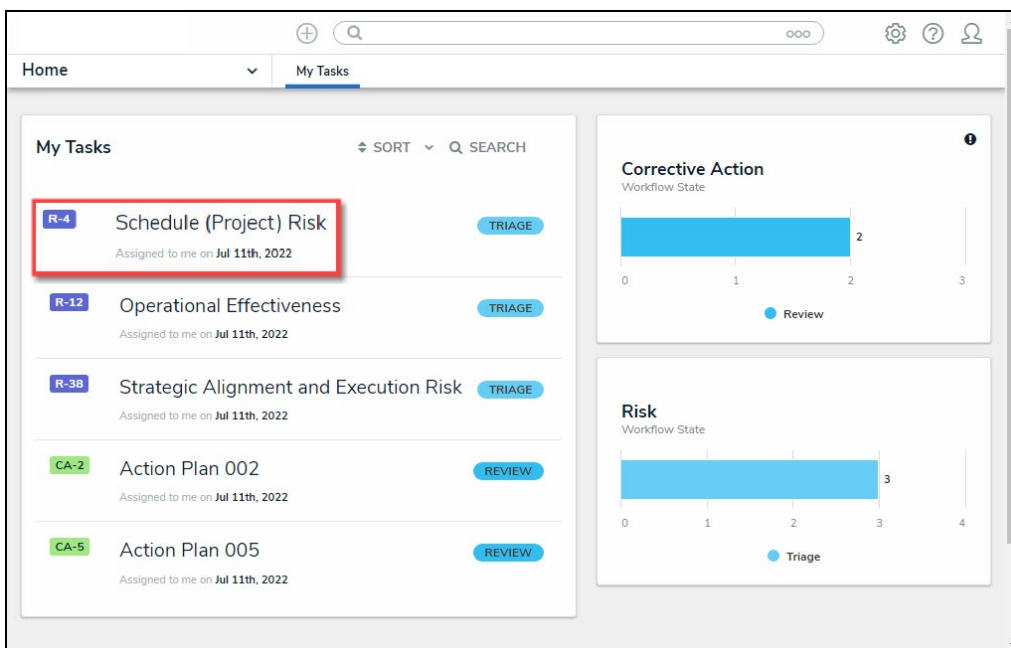 ooo
Home
My Tasks
My Tasks
SORT
SEARCH
R-4
Schedule (Project) Risk
TRIAGE
Assigned to me on Jul 11th, 2022
R-12
Operational Effectiveness
TRIAGE
Assigned to me on Jul 11th, 2022
R-38
Strategic Alignment and Execution Risk
TRIAGE
Assigned to me on Jul 11th, 2022
CA-2
Action Plan 002
REVIEW
Assigned to me on Jul 11th, 2022
CA-5
Action Plan 005
REVIEW
Assigned to me on Jul 11th, 2022
Corrective Action
Workflow State
2
0 1 2 3
Review
Risk
Workflow State
3
0 1 2 3 4
Triage